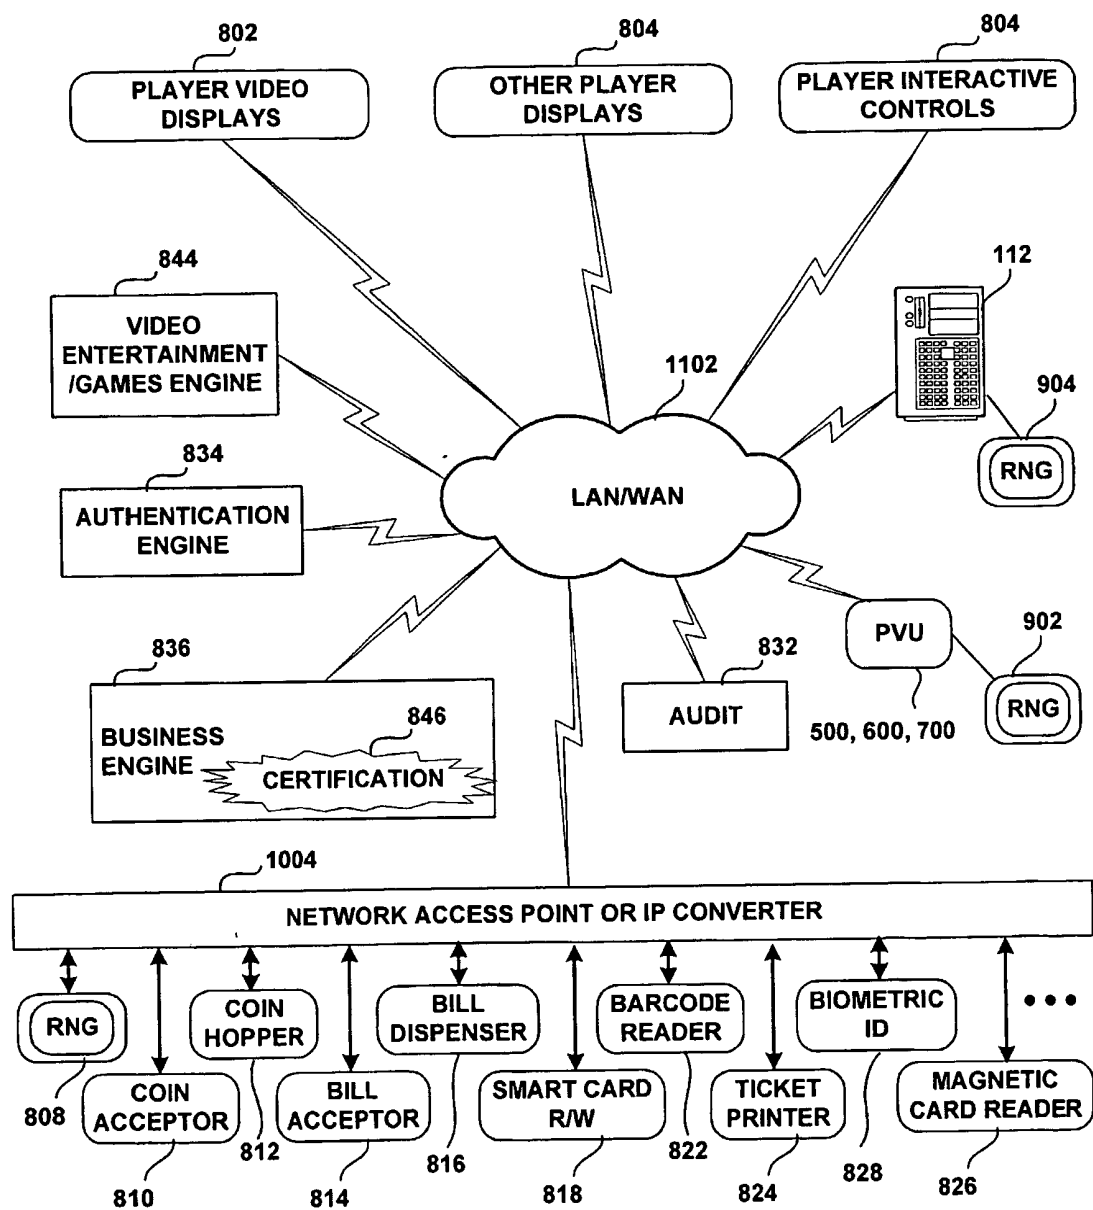 802
804
804
PLAYER VIDEO
DISPLAYS
OTHER PLAYER
DISPLAYS
PLAYER INTERACTIVE
CONTROLS
844
VIDEO
ENTERTAINMENT
/GAMES ENGINE
112
1102
904
RNG
834
AUTHENTICATION
ENGINE
LAN/WAN
PVU
902
RNG
500, 600, 700
836
832
AUDIT
BUSINESS
ENGINE
846
CERTIFICATION
1004
NETWORK ACCESS POINT OR IP CONVERTER
RNG
COIN
HOPPER
BILL
DISPENSER
BARCODE
READER
BIOMETRIC
ID
808
COIN
ACCEPTOR
812
BILL
ACCEPTOR
816
SMART CARD
R/W
822
TICKET
PRINTER
828
MAGNETIC
CARD READER
810
814
818
824
826